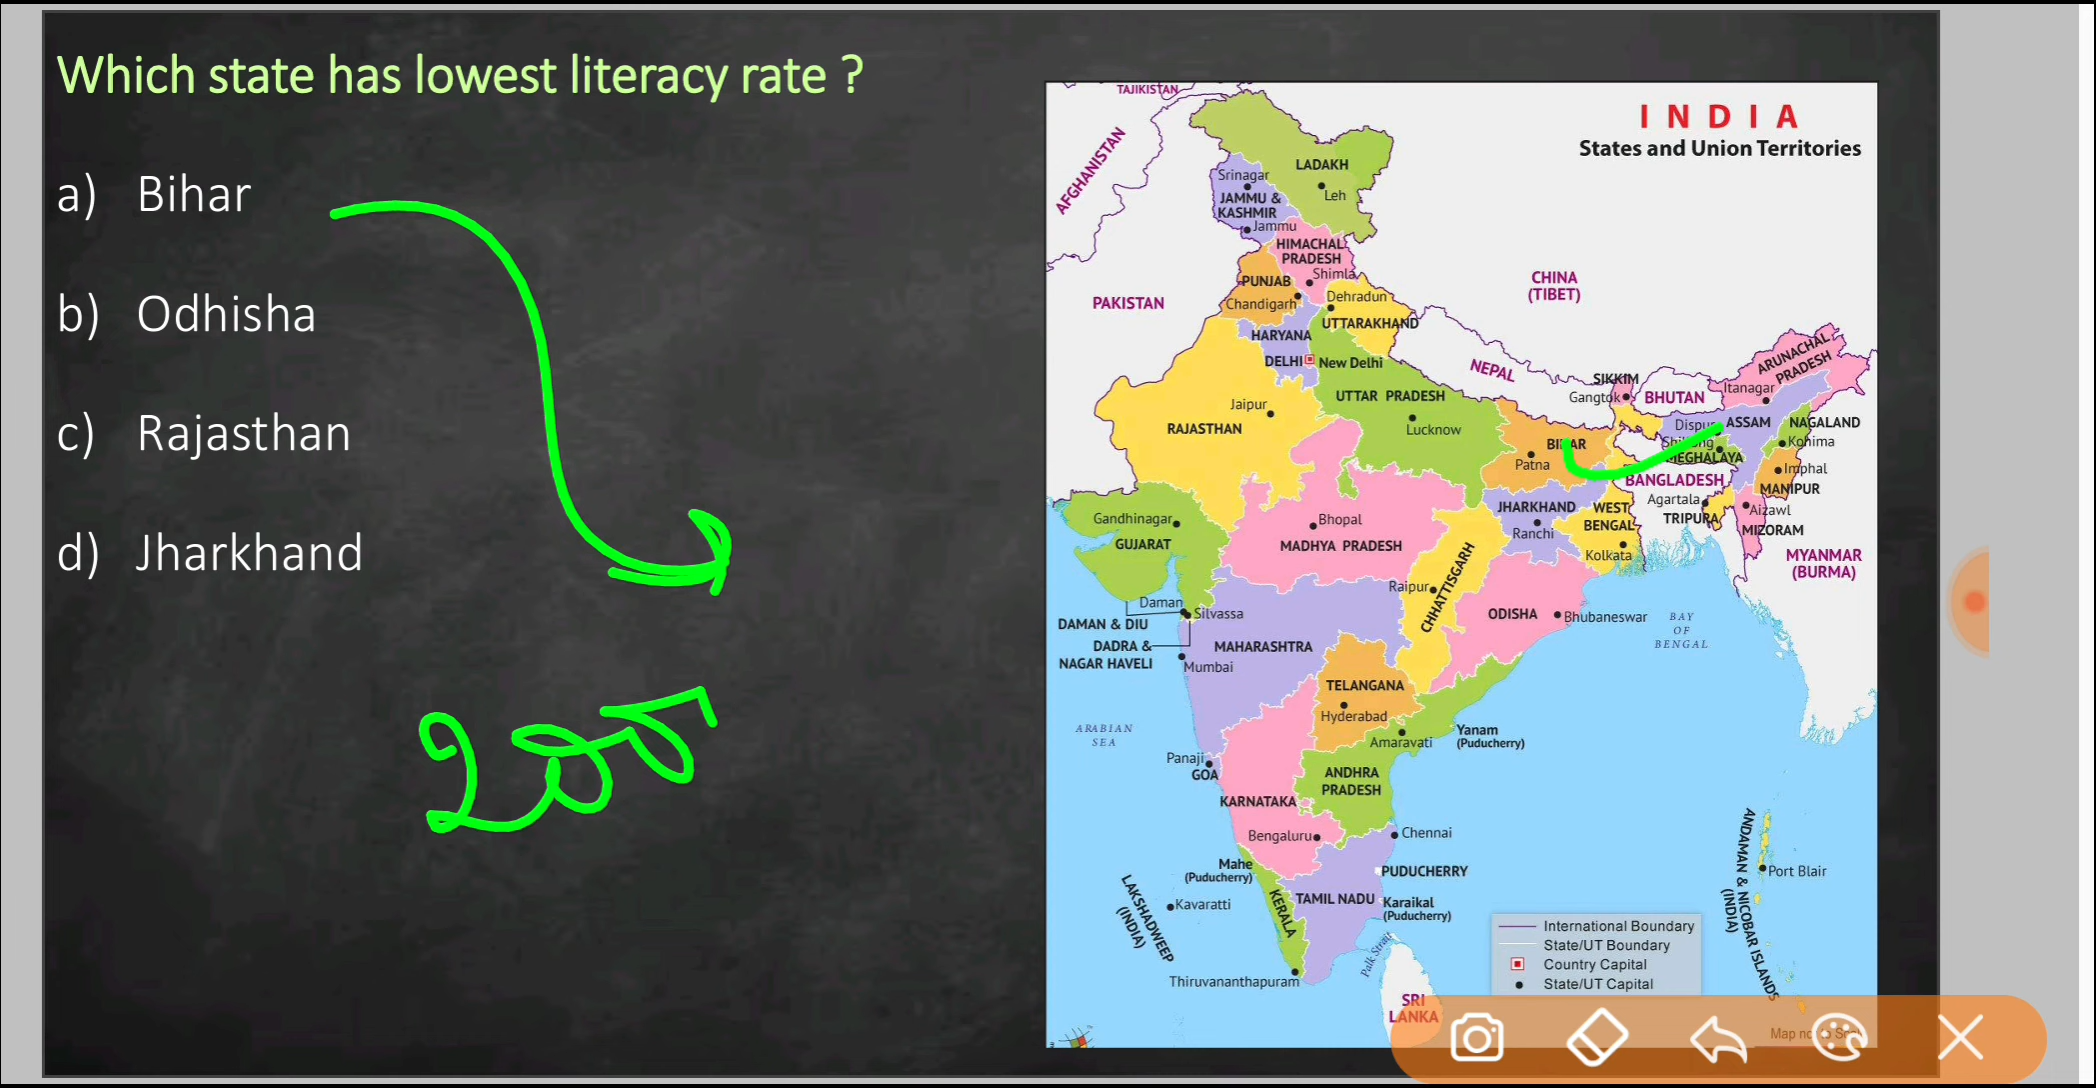 Which state has lowest literacy rate ?
a) Bihar
b) Odhisha
c) Rajasthan
d) Jharkhand
INDIA
States and Union Territories
TAJIKISTAN
AFGHANISTAN
LADAKH
Leh
Srinagar
JAMMU &
KASHMIR
Jammu
HIMACHAL
PRADESH
Shimla
PUNJAB
Chandigarh
Dehradun
UTTARAKHAND
CHINA
(TIBET)
PAKISTAN
HARYANA
DELHI
New Delhi
NEPAL
SIKKIM
Gangtok
BHUTAN
ARUNACHAL
PRADESH
Itanagar
UTTAR PRADESH
Lucknow
Jaipur
RAJASTHAN
BIHAR
Patna
Dispur
ASSAM
NAGALAND
Kohima
Shillong
MEGHALAYA
Imphal
MANIPUR
BANGLADESH
Agartala
TRIPURA
Aizawl
MIZORAM
MYANMAR
(BURMA)
JHARKHAND
Ranchi
WEST
BENGAL
Kolkata
Gandhinagar
GUJARAT
Bhopal
MADHYA PRADESH
CHHATTISGARH
Raipur
ODISHA
Bhubaneswar
BAY
OF
BENGAL
Daman
Silvassa
DAMAN & DIU
DADRA &
NAGAR HAVELI
MAHARASHTRA
Mumbai
TELANGANA
Hyderabad
ARABIAN
SEA
Amaravati
Yanam
(Puducherry)
Panaji
GOA
ANDHRA
PRADESH
KARNATAKA
Bengaluru
Chennai
Mahe
(Puducherry)
PUDUCHERRY
KERALA
TAMIL NADU
Karaikal
(Puducherry)
LAKSHADWEEP
(INDIA)
Kavaratti
Thiruvananthapuram
Palk Strait
SRI
LANKA
ANDAMAN & NICOBAR ISLANDS
(INDIA)
Port Blair
International Boundary
State/UT Boundary
Country Capital
State/UT Capital